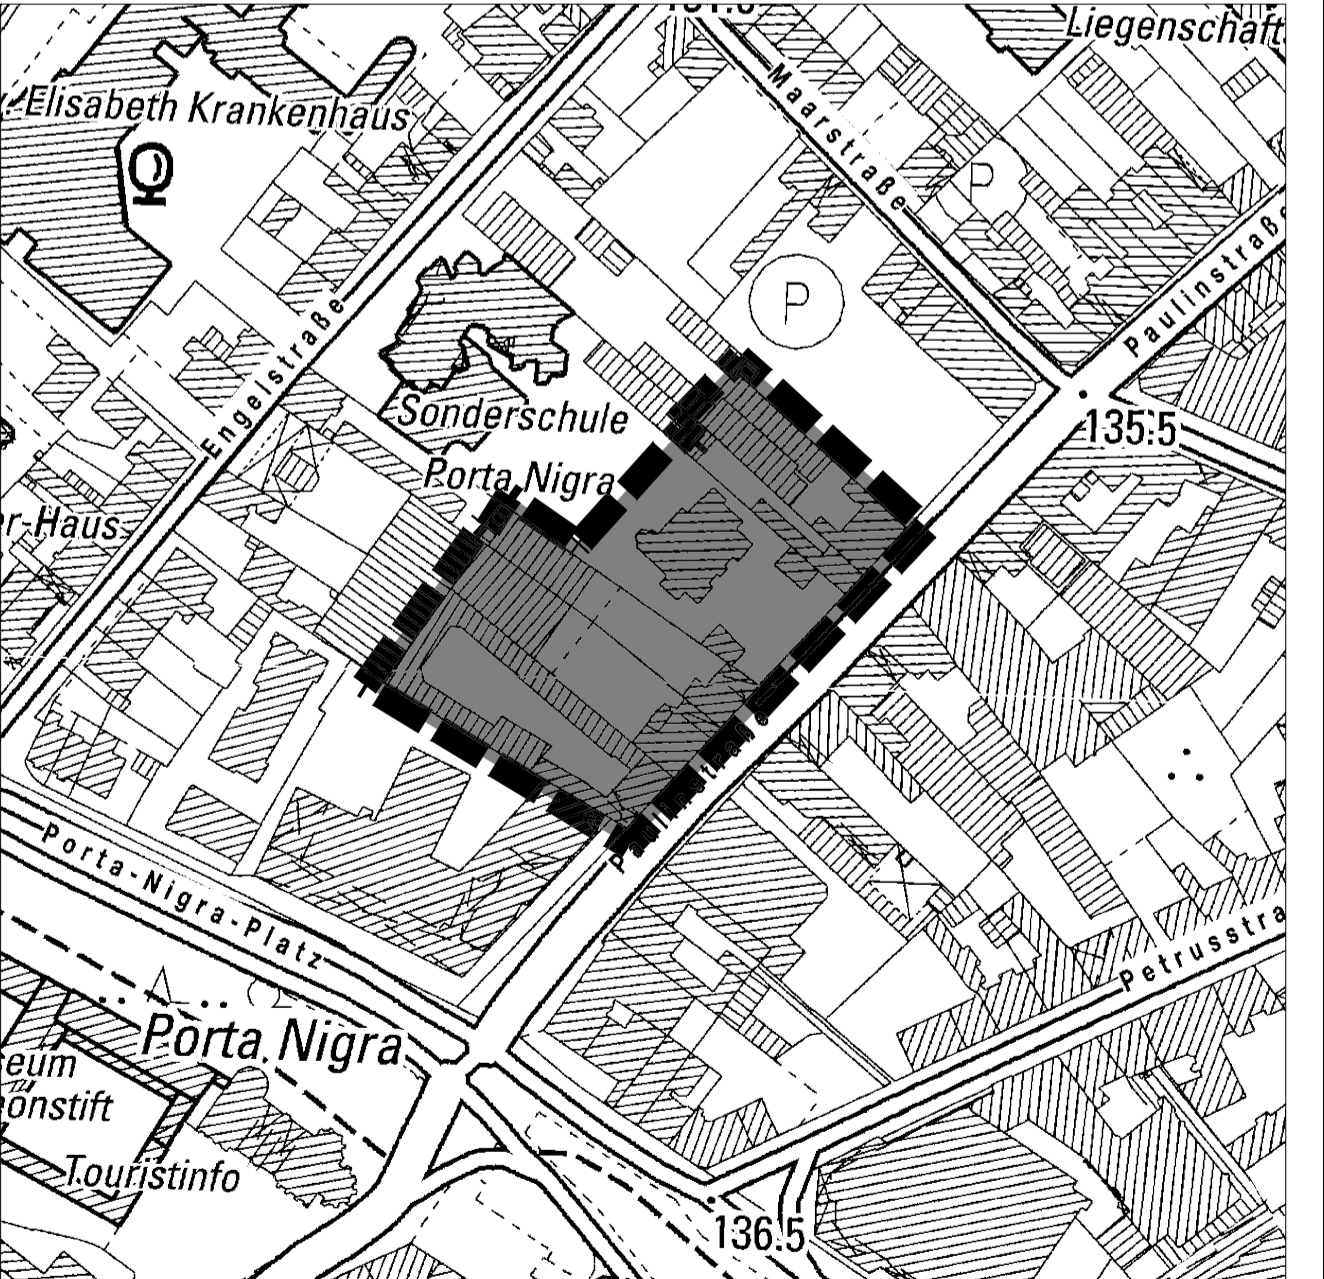 Liegenschaft
Elisabeth Krankenhaus
Maarstraße
P
Paulinstraße
P
Engelstraße
135.5
Sonderschule
Porta Nigra
er-Haus
Paulinstraße
Porta-Nigra-Platz
Petrusstra
Porta Nigra
seum
önstift
Touristinfo
136.5